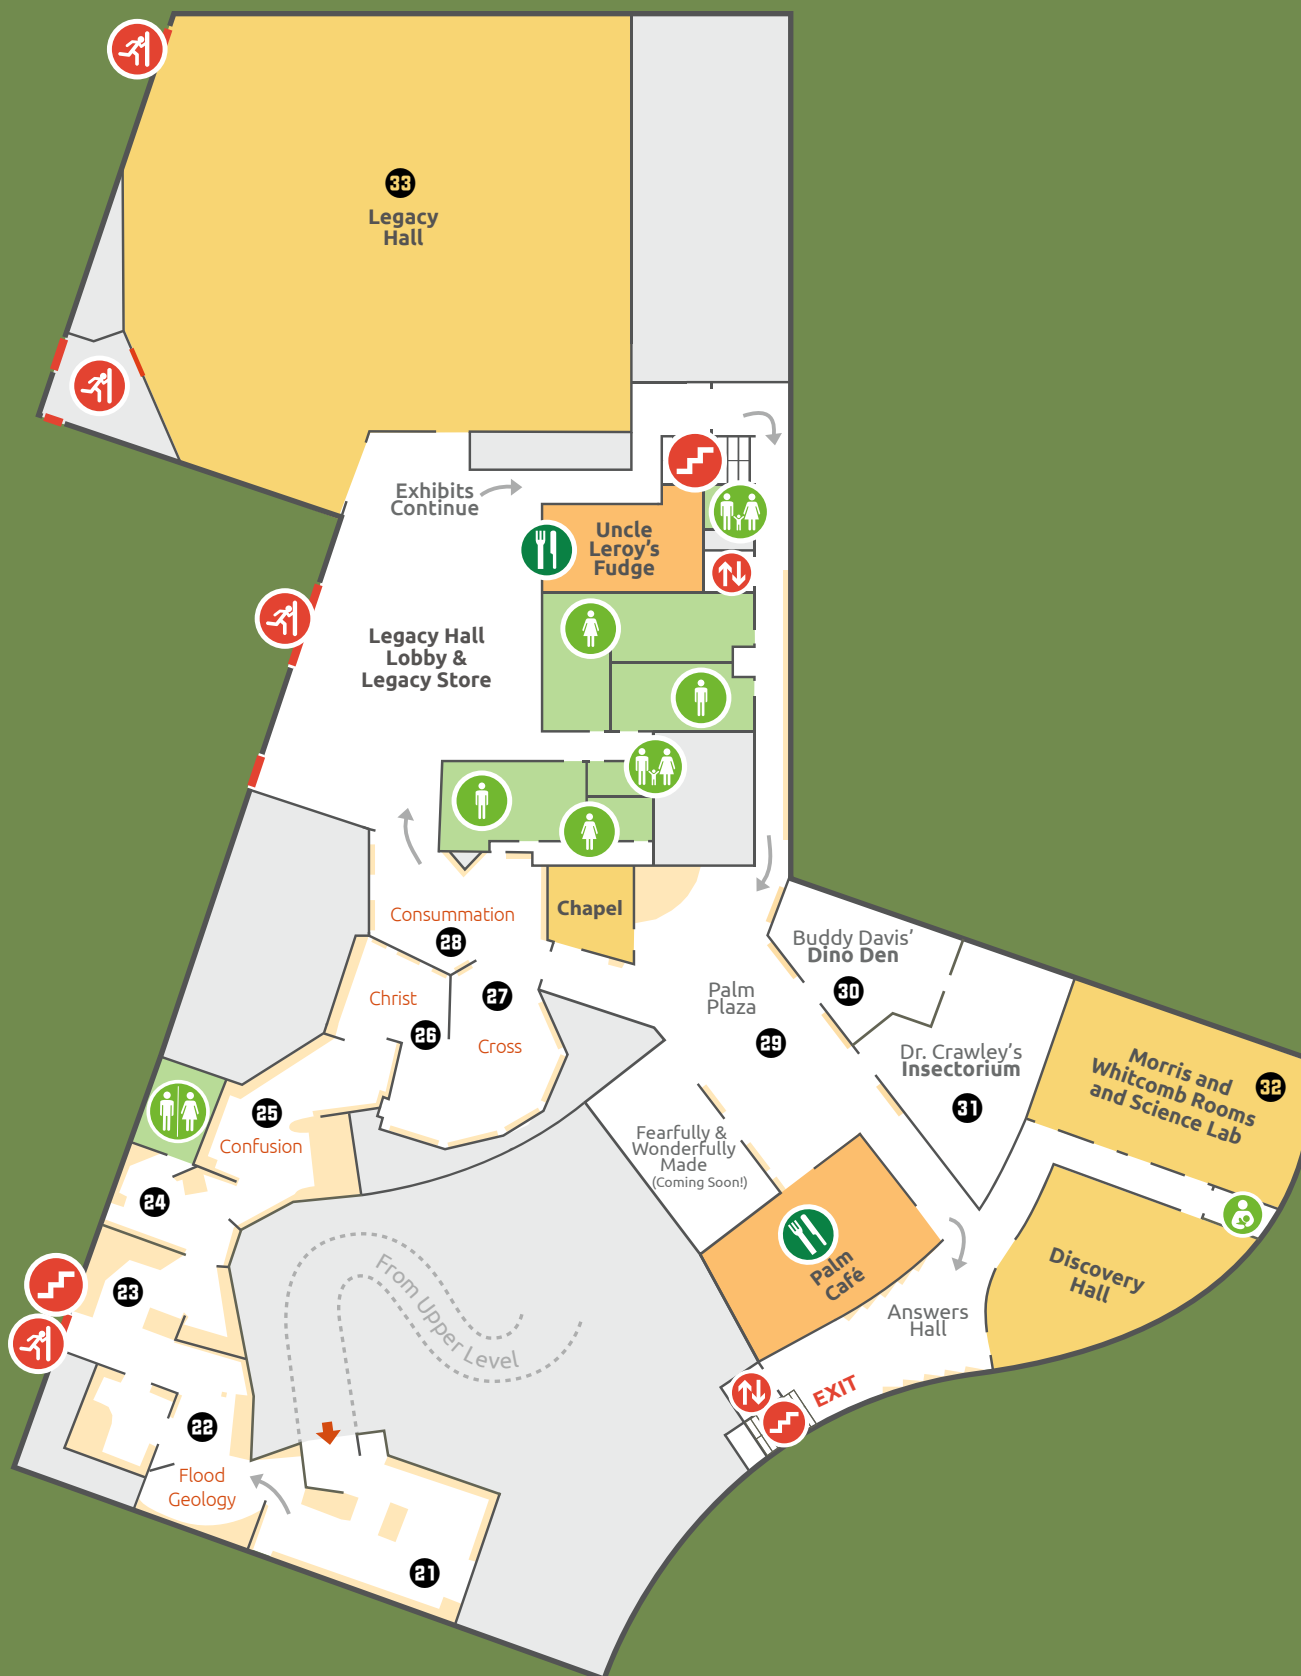 33
Legacy
Hall
Exhibits
Continue
Uncle
Leroy's
Fudge
Legacy Hall
Lobby &
Legacy Store
Chapel
Consummation
28
Christ
27
26
Cross
Buddy Davis'
Dino Den
30
Palm
Plaza
29
Dr. Crawley's
Insectorium
31
Morris and
Whitcomb Rooms
and Science Lab
32
25
Confusion
Fearfully &
Wonderfully
Made
(Coming Soon!)
24
23
From Upper Level
Palm
Café
Discovery
Hall
Answers
Hall
EXIT
22
Flood
Geology
21